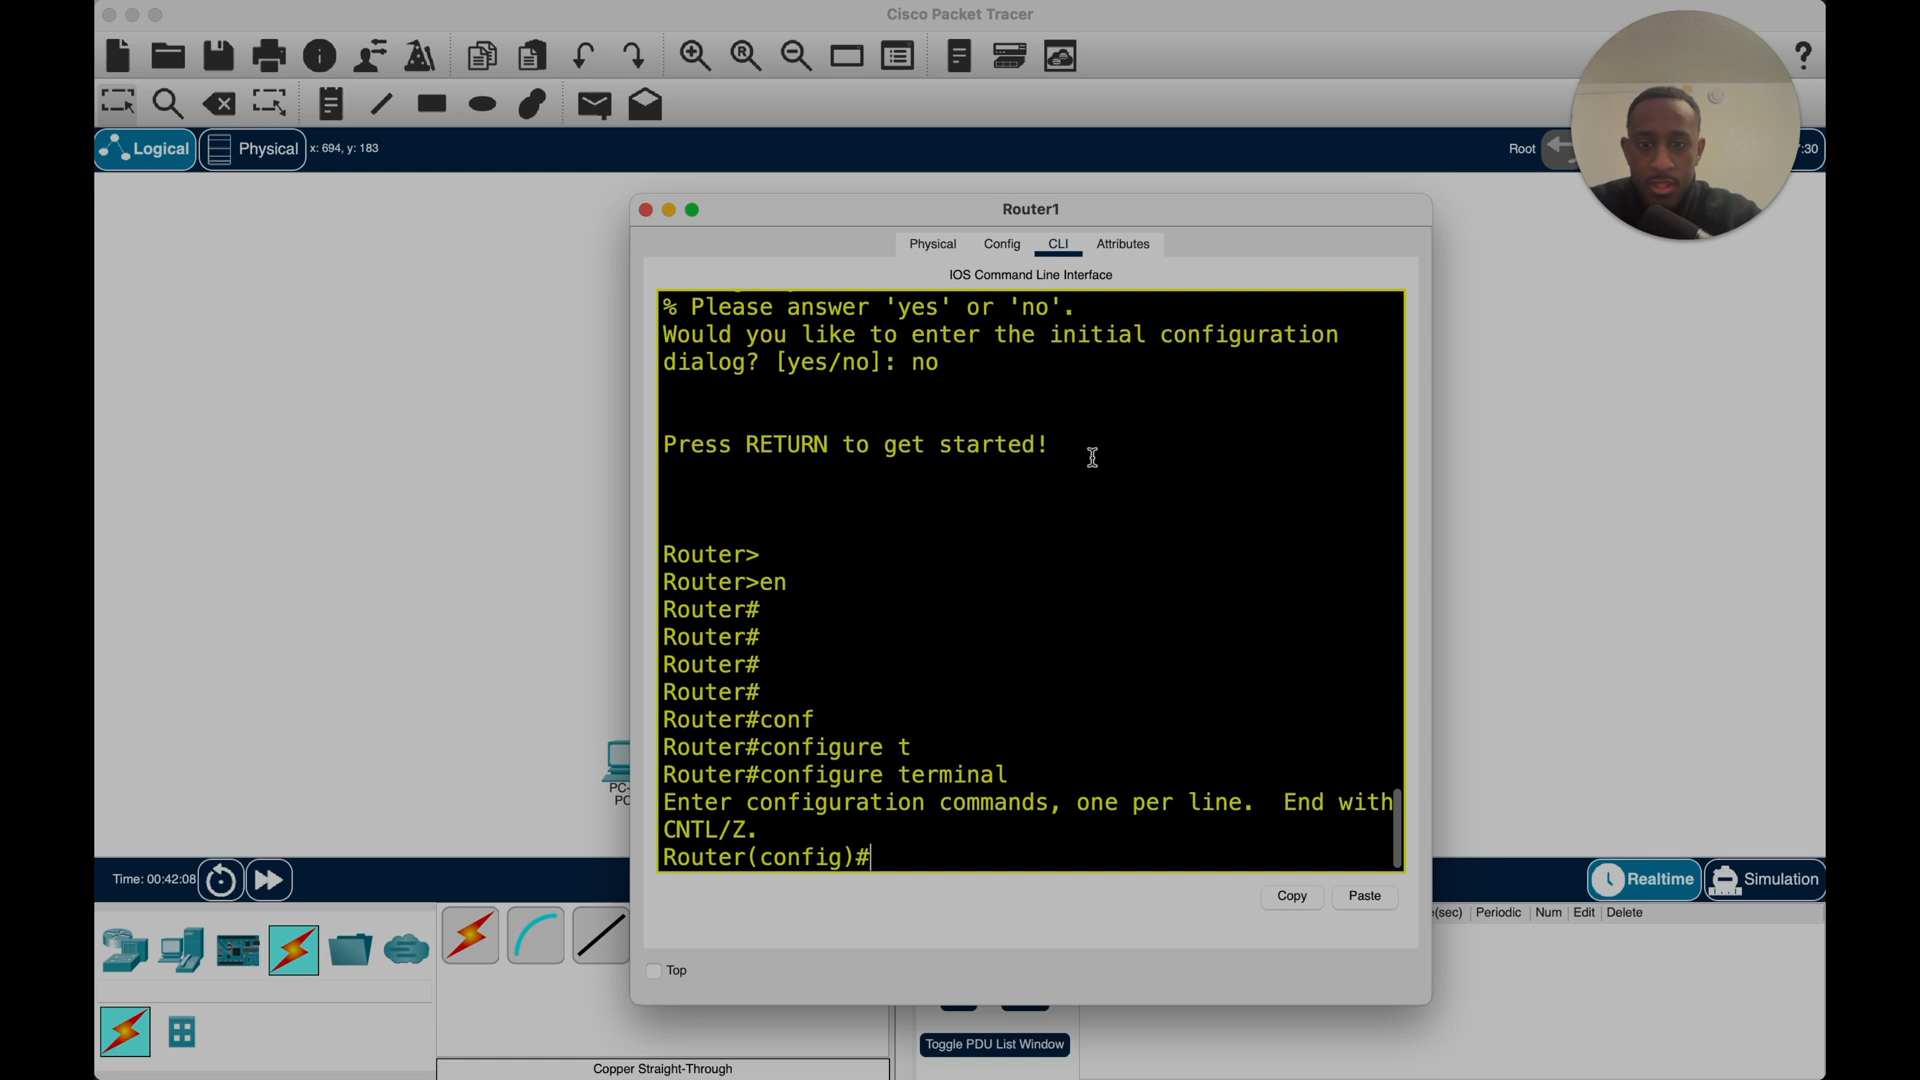 Cisco Packet Tracer
?
Logical
Physical
x: 694, y: 183
Root
:30
Router1
Physical
Config
CLI
Attributes
IOS Command Line Interface
% Please answer 'yes' or 'no'.
Would you like to enter the initial configuration
dialog? [yes/no]: no
Press RETURN to get started!
Router>
Router>en
Router#
Router#
Router#
Router#
Router#conf
Router#configure t
Router#configure terminal
Enter configuration commands, one per line.  End with
CNTL/Z.
Router(config)#
Copy
Paste
Top
PC-
PC
Time: 00:42:08
Realtime
Simulation
(sec)
Periodic
Num
Edit
Delete
Toggle PDU List Window
Copper Straight-Through